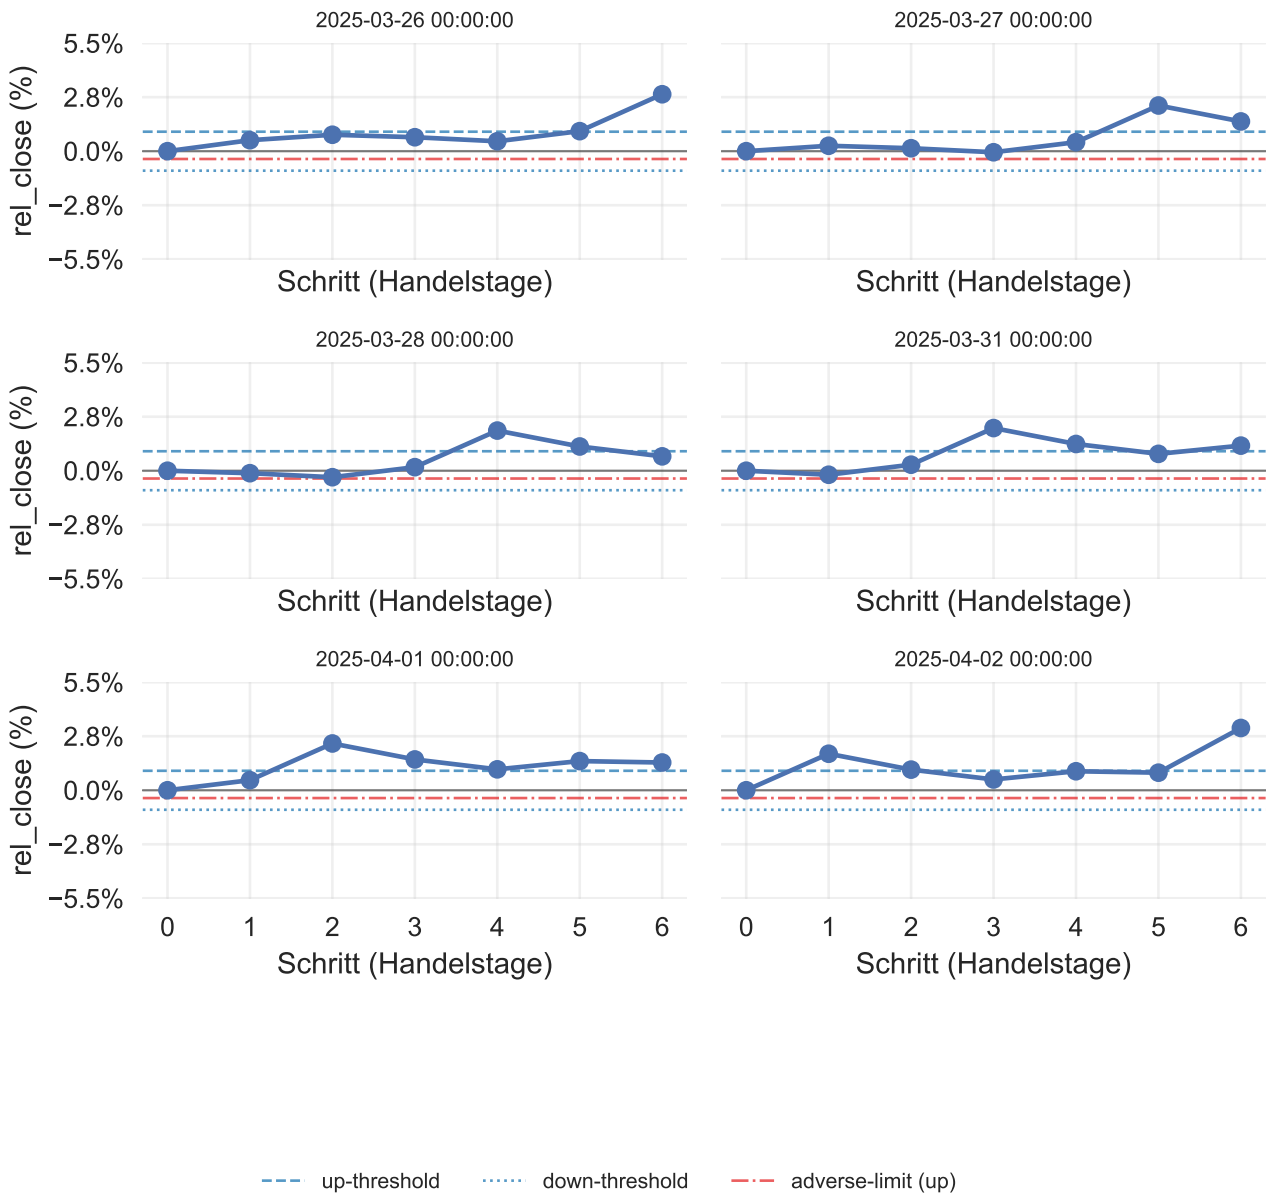 2025-03-26 00:00:00
2025-03-27 00:00:00
5.5%
2.8%
0.0%
−2.8%
−5.5%
rel_close (%)
Schritt (Handelstage)
Schritt (Handelstage)
2025-03-28 00:00:00
2025-03-31 00:00:00
5.5%
2.8%
0.0%
−2.8%
−5.5%
rel_close (%)
Schritt (Handelstage)
Schritt (Handelstage)
2025-04-01 00:00:00
2025-04-02 00:00:00
5.5%
2.8%
0.0%
−2.8%
−5.5%
rel_close (%)
0 1 2 3 4 5 6
0 1 2 3 4 5 6
Schritt (Handelstage)
Schritt (Handelstage)
up-threshold down-threshold adverse-limit (up)